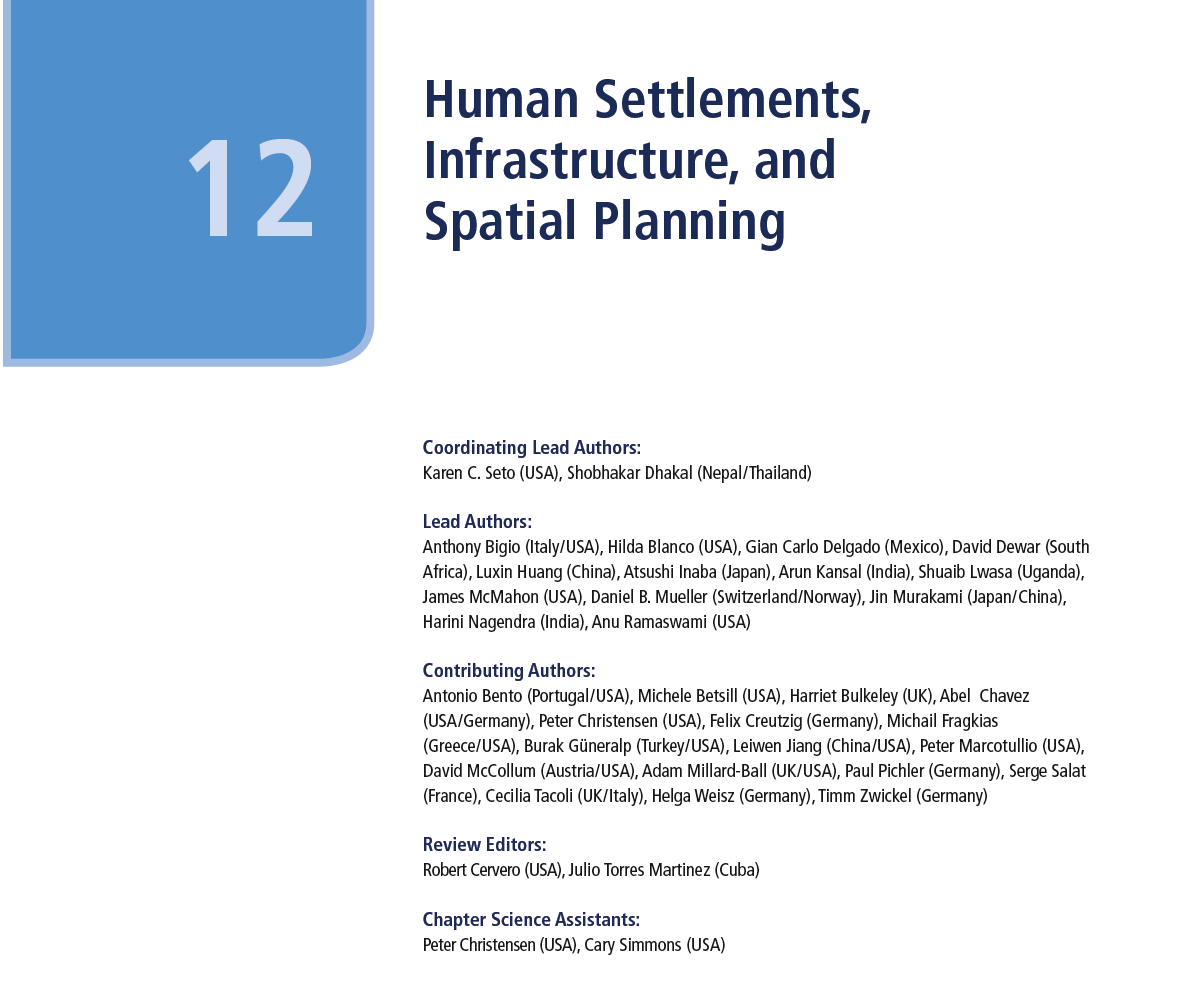 12
Human Settlements,
Infrastructure, and
Spatial Planning
Coordinating Lead Authors:
Karen C. Seto (USA), Shobhakar Dhakal (Nepal/Thailand)
Lead Authors:
Anthony Bigio (Italy/USA), Hilda Blanco (USA), Gian Carlo Delgado (Mexico), David Dewar (South
Africa), Luxin Huang (China), Atsushi Inaba (Japan), Arun Kansal (India), Shuaib Lwasa (Uganda),
James McMahon (USA), Daniel B. Mueller (Switzerland/Norway), Jin Murakami (Japan/China),
Harini Nagendra (India), Anu Ramaswami (USA)
Contributing Authors:
Antonio Bento (Portugal/USA), Michele Betsill (USA), Harriet Bulkeley (UK), Abel  Chavez
(USA/Germany), Peter Christensen (USA), Felix Creutzig (Germany), Michail Fragkias
(Greece/USA), Burak Güneralp (Turkey/USA), Leiwen Jiang (China/USA), Peter Marcotullio (USA),
David McCollum (Austria/USA), Adam Millard-Ball (UK/USA), Paul Pichler (Germany), Serge Salat
(France), Cecilia Tacoli (UK/Italy), Helga Weisz (Germany), Timm Zwickel (Germany)
Review Editors:
Robert Cervero (USA), Julio Torres Martinez (Cuba)
Chapter Science Assistants:
Peter Christensen (USA), Cary Simmons (USA)